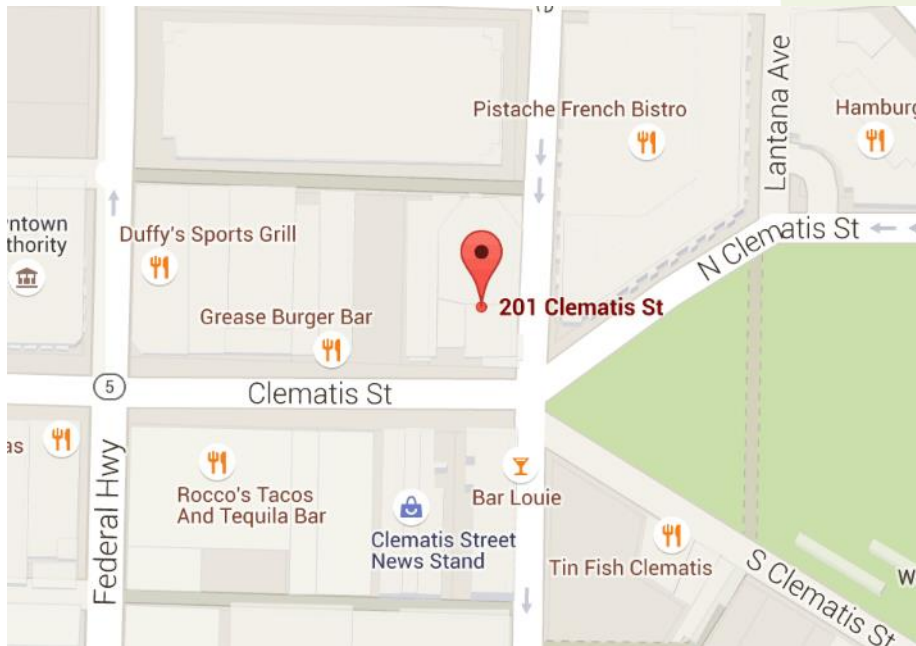 Pistache French Bistro
Lantana Ave
Hamburg
ntown
thority
Duffy's Sports Grill
N Clematis St
201 Clematis St
Grease Burger Bar
5
Clematis St
as
Federal Hwy
Rocco's Tacos
And Tequila Bar
Bar Louie
Clematis Street
News Stand
Tin Fish Clematis
S Clematis St
W